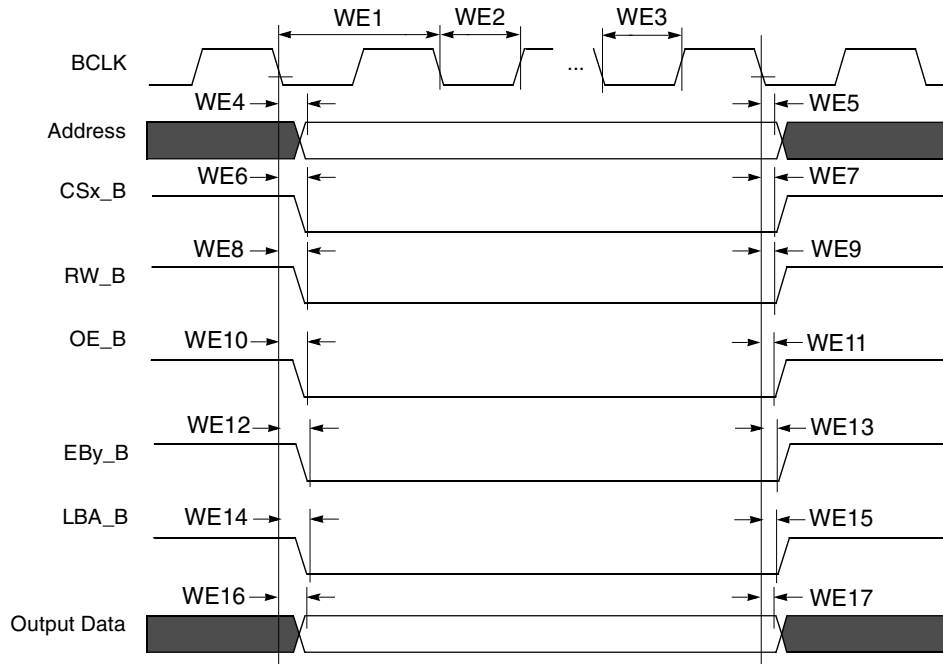 WE1
WE2
WE3
BCLK
...
WE4
WE5
Address
WE6
WE7
CSx_B
WE8
WE9
RW_B
WE10
WE11
OE_B
WE12
WE13
EBy_B
WE14
WE15
LBA_B
WE16
WE17
Output Data